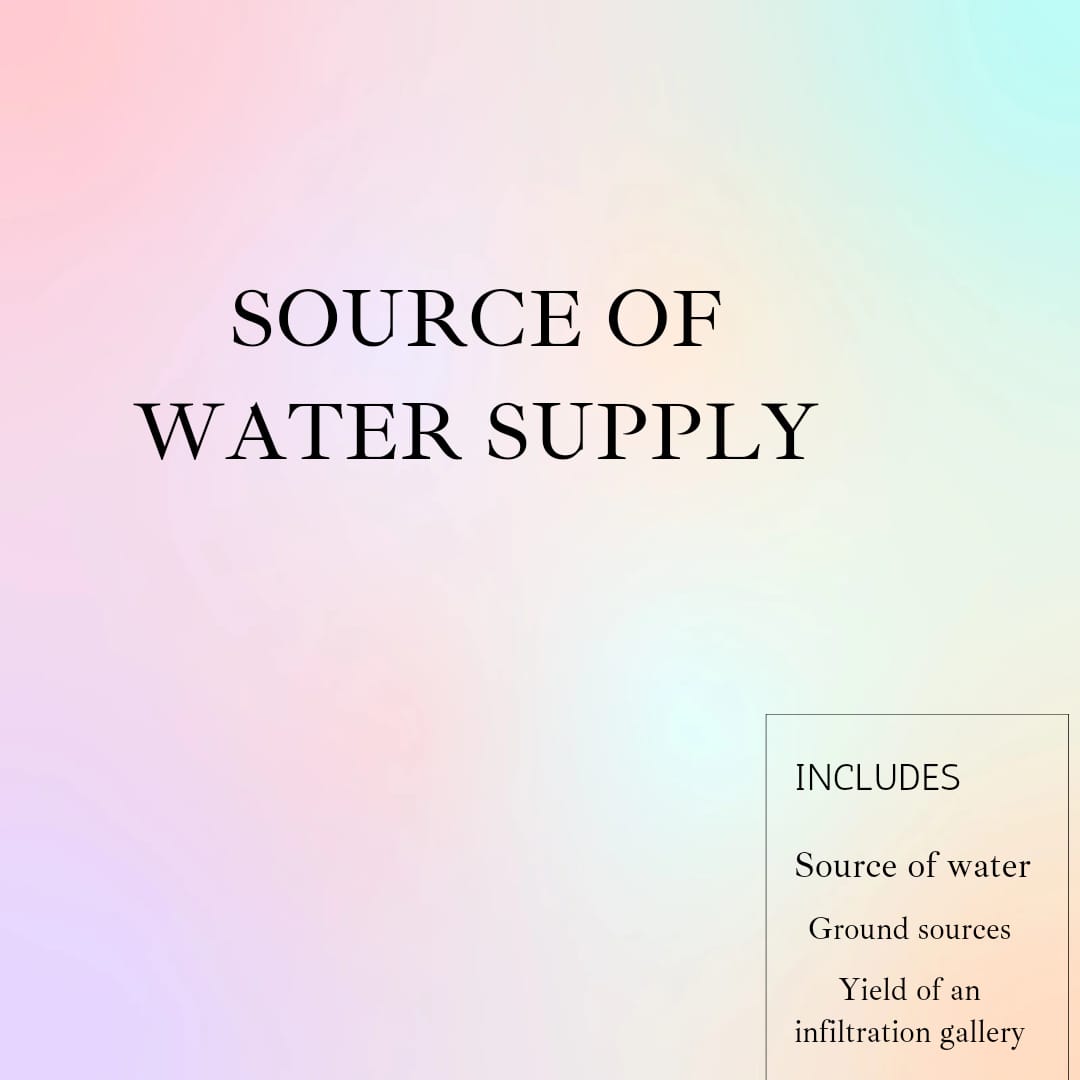 SOURCE OF
WATER SUPPLY
INCLUDES
Source of water
Ground sources
Yield of an
infiltration gallery